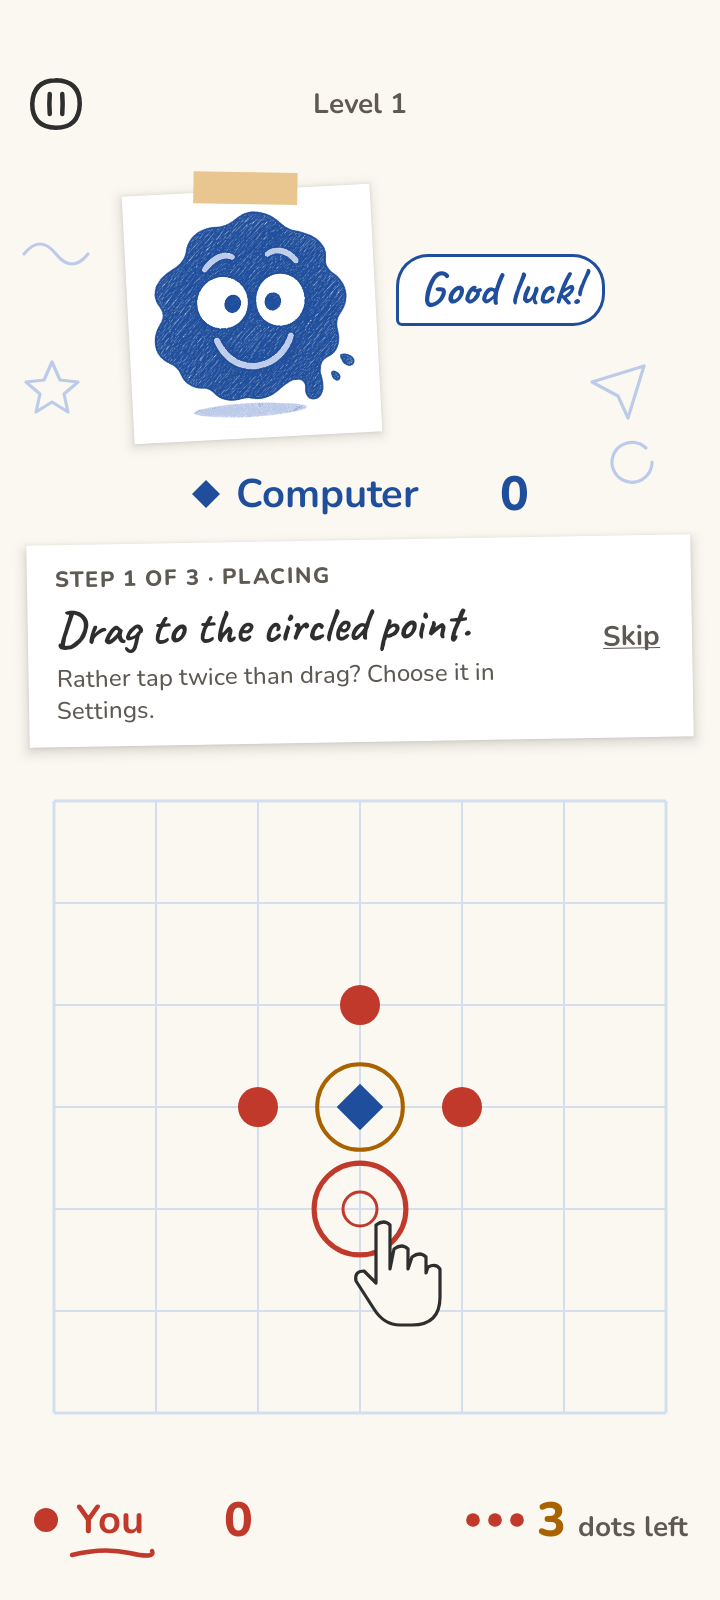 Level 1
Good luck!
Computer 0
STEP 1 OF 3 · PLACING
Drag to the circled point.
Skip
Rather tap twice than drag? Choose it in
Settings.
You 0 3 dots left